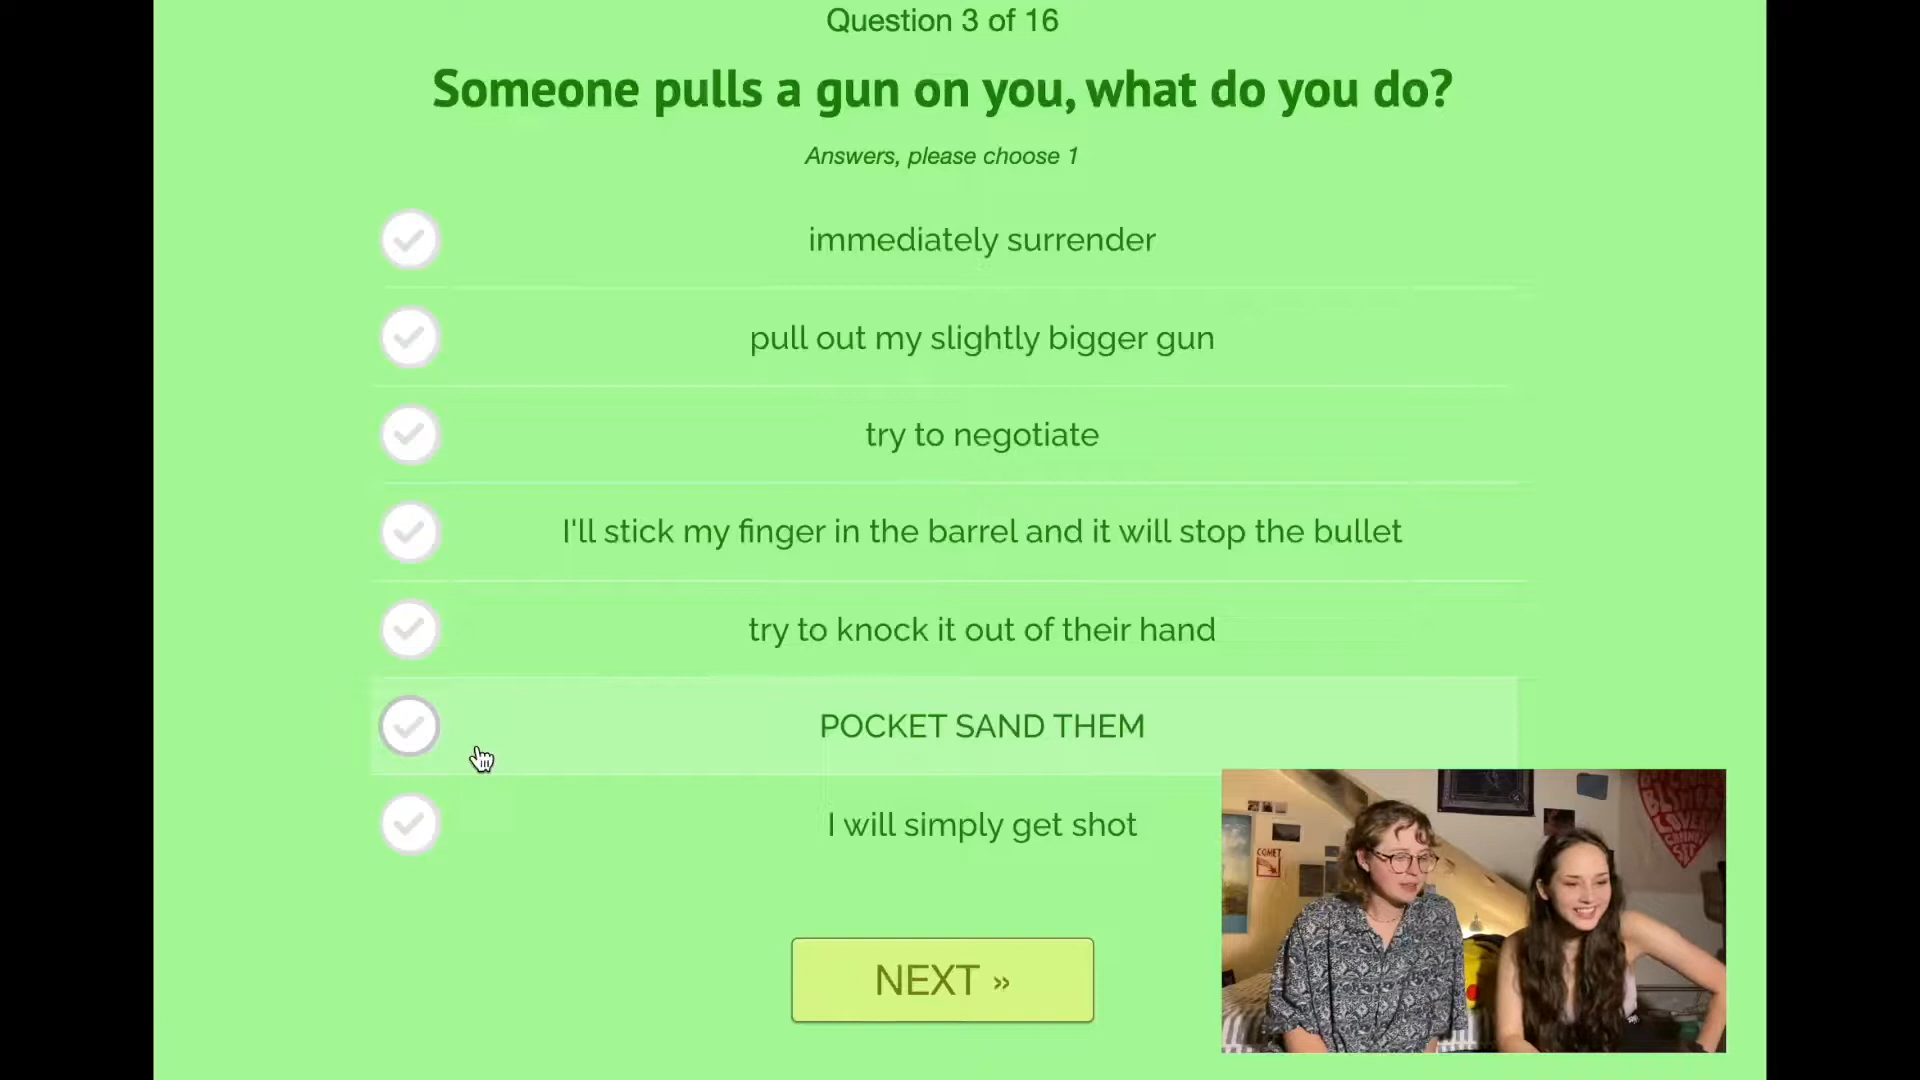 Question 3 of 16
Someone pulls a gun on you, what do you do?
Answers, please choose 1
immediately surrender
pull out my slightly bigger gun
try to negotiate
I'll stick my finger in the barrel and it will stop the bullet
try to knock it out of their hand
POCKET SAND THEM
I will simply get shot
NEXT »
COMET